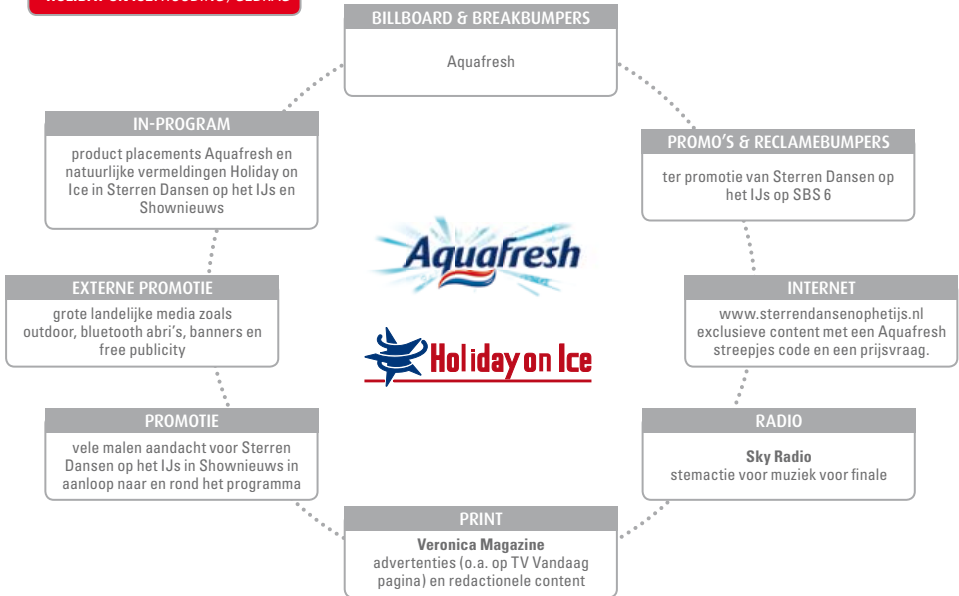 BILLBOARD & BREAKBUMPERS
Aquafresh
IN-PROGRAM
product placements Aquafresh en
natuurlijke vermeldingen Holiday on
Ice in Sterren Dansen op het IJs en
Shownieuws
PROMO'S & RECLAMEBUMPERS
ter promotie van Sterren Dansen op
het IJs op SBS 6
Aquafresh
EXTERNE PROMOTIE
grote landelijke media zoals
outdoor, bluetooth abri's, banners en
free publicity
INTERNET
www.sterrendansenophetijs.nl
exclusieve content met een Aquafresh
streepjes code en een prijsvraag.
Holiday on Ice
PROMOTIE
vele malen aandacht voor Sterren
Dansen op het IJs in Shownieuws in
aanloop naar en rond het programma
RADIO
Sky Radio
stemactie voor muziek voor finale
PRINT
Veronica Magazine
advertenties (o.a. op TV Vandaag
pagina) en redactionele content